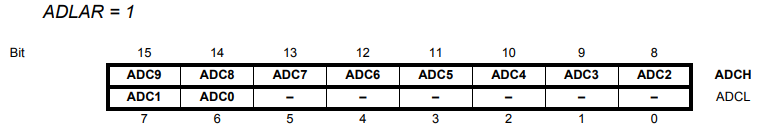 ADLAR = 1
Bit 15 14 13 12 11 10 9 8
ADC9 ADC8 ADC7 ADC6 ADC5 ADC4 ADC3 ADC2 ADCH
ADC1 ADC0 – – – – – – ADCL
7 6 5 4 3 2 1 0